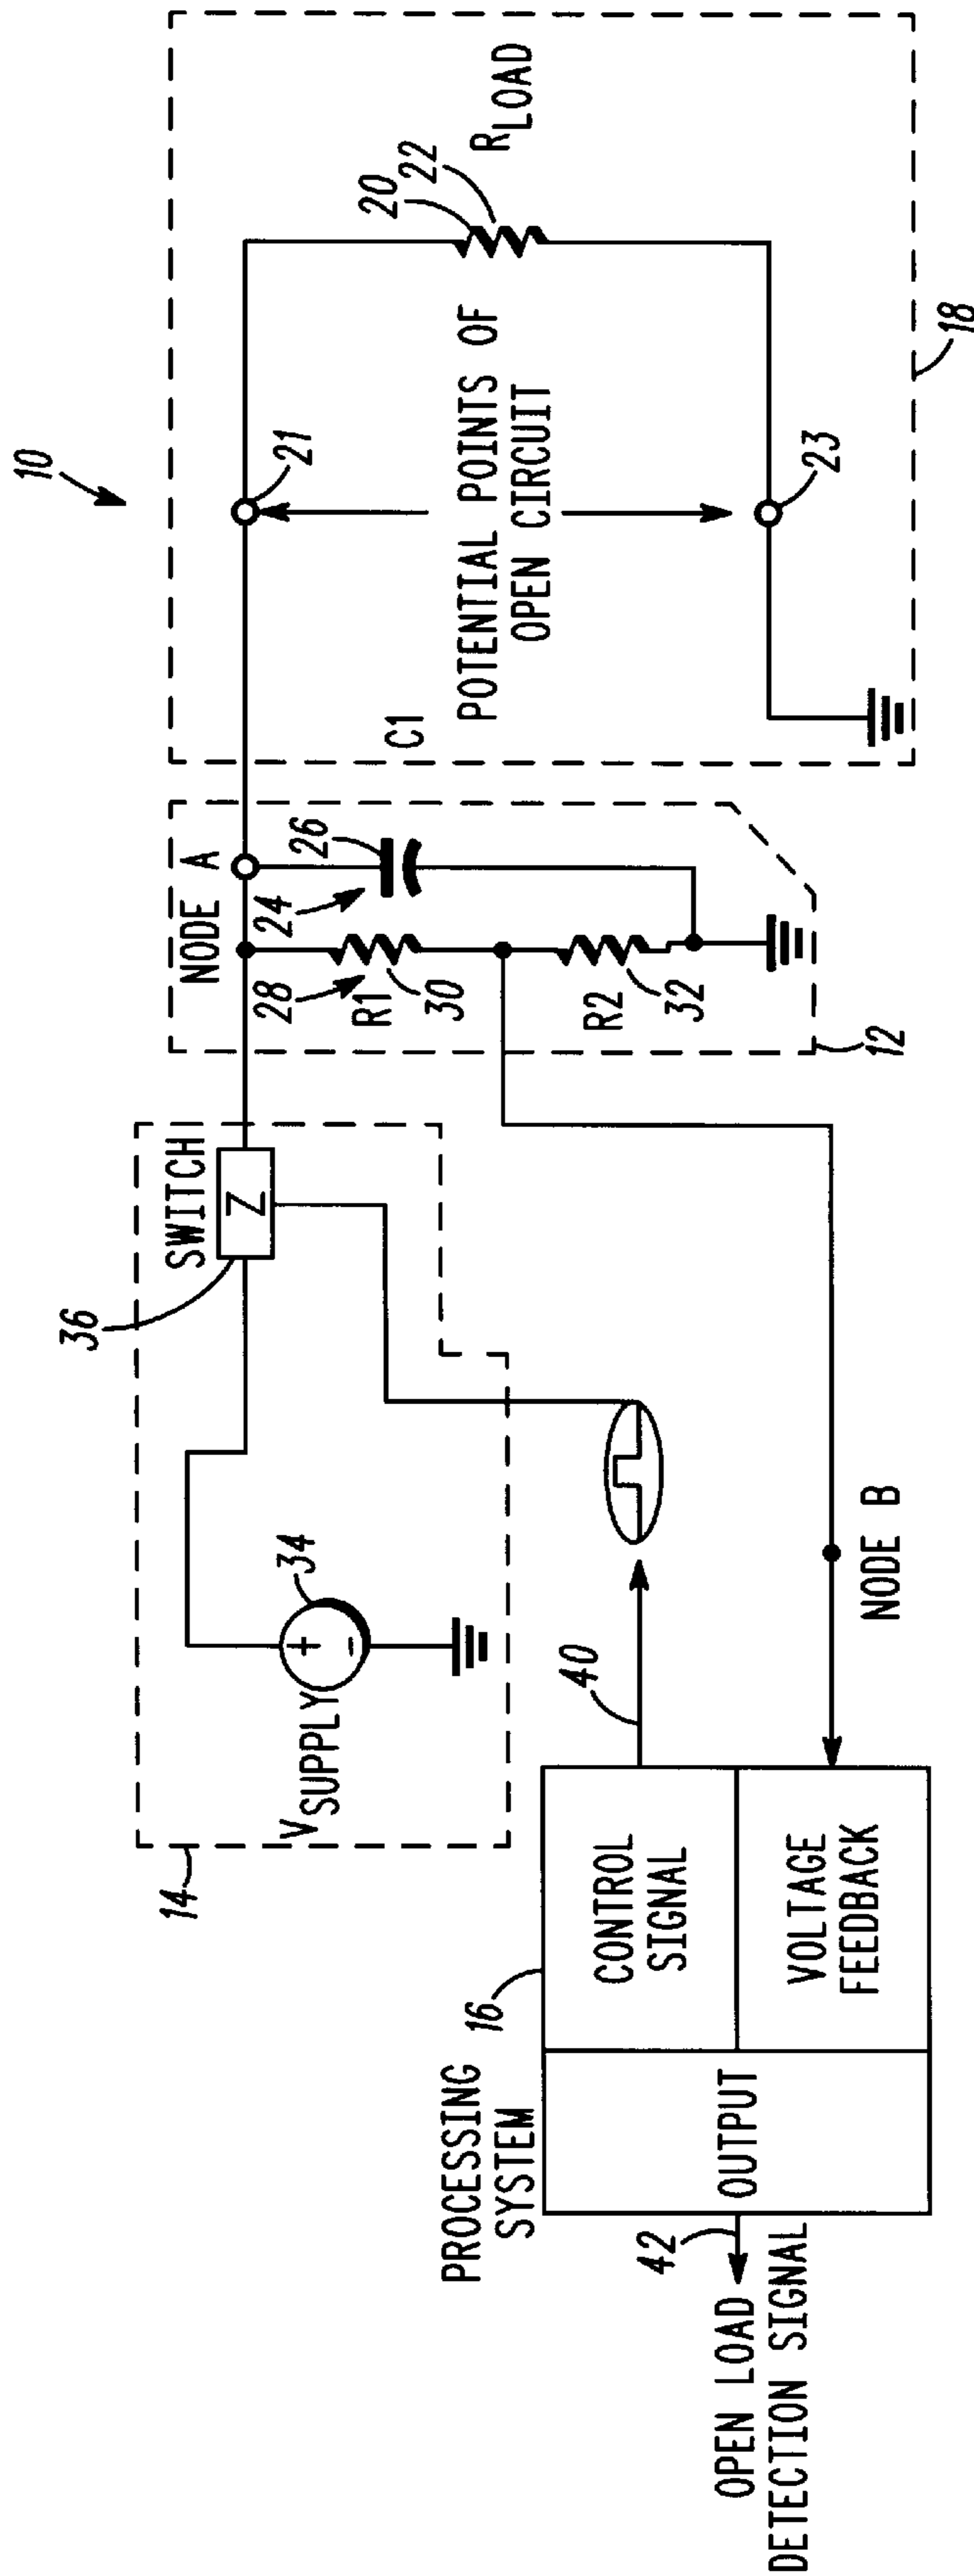 10
36
SWITCH
Z
14
V SUPPLY
+
-
34
NODE A
28
24
26
R1
30
R2
32
12
C1
21
POTENTIAL POINTS OF
OPEN CIRCUIT
23
20
22
R LOAD
18
PROCESSING
SYSTEM
16
CONTROL
SIGNAL
40
VOLTAGE
FEEDBACK
NODE B
OUTPUT
42
OPEN LOAD
DETECTION SIGNAL